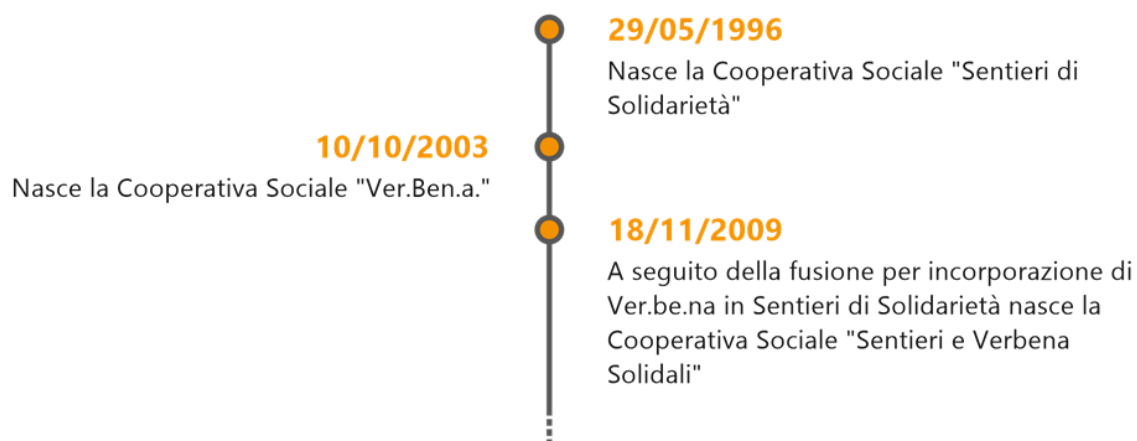 29/05/1996
Nasce la Cooperativa Sociale "Sentieri di
Solidarietà"
10/10/2003
Nasce la Cooperativa Sociale "Ver.Ben.a."
18/11/2009
A seguito della fusione per incorporazione di
Ver.be.na in Sentieri di Solidarietà nasce la
Cooperativa Sociale "Sentieri e Verbena
Solidali"